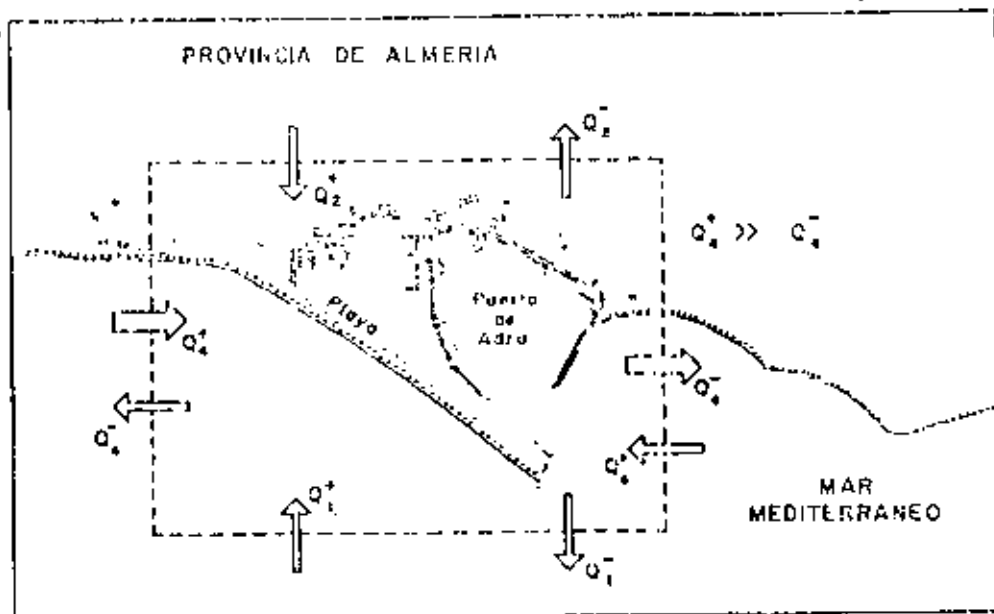 PROVINCIA DE ALMERIA
Q₂⁻
Q₂⁺
Q₄⁺ >> Q₄⁻
Playa
Puerto
de
Adra
Q₄⁺
Q₄⁻
Q₄⁻
Q₄⁺
Q₁⁺
MAR
MEDITERRANEO
Q₁⁻